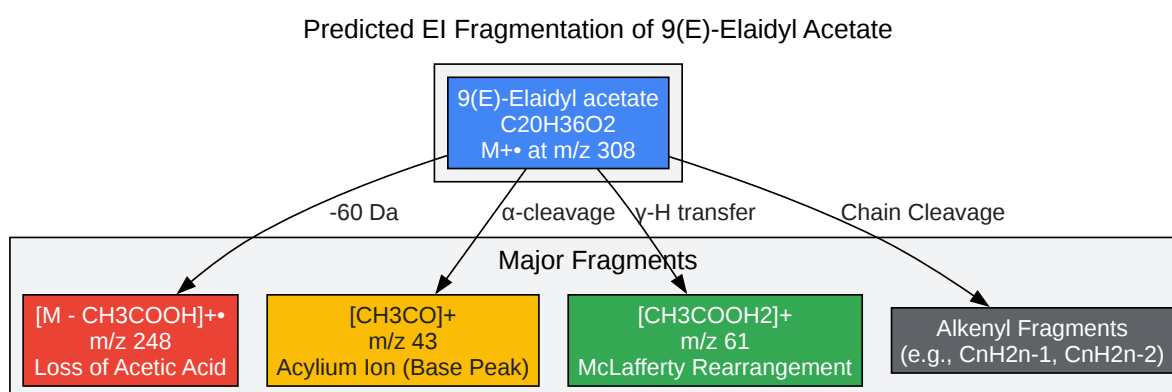 Predicted EI Fragmentation of 9(E)-Elaidyl Acetate
9(E)-Elaidyl acetate
C20H36O2
M+• at m/z 308
-60 Da
α-cleavage
γ-H transfer
Chain Cleavage
Major Fragments
[M - CH3COOH]+•
m/z 248
Loss of Acetic Acid
[CH3CO]+
m/z 43
Acylium Ion (Base Peak)
[CH3COOH2]+
m/z 61
McLafferty Rearrangement
Alkenyl Fragments
(e.g., CnH2n-1, CnH2n-2)